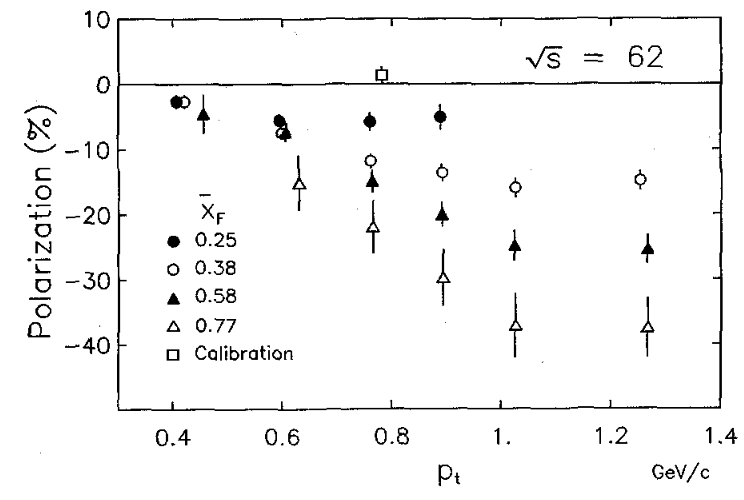 10
√s = 62
0
-10
-20
-30
-40
Polarization (%)
x̄F
0.25
0.38
0.58
0.77
Calibration
0.4 0.6 0.8 1. 1.2 1.4
pt GeV/c